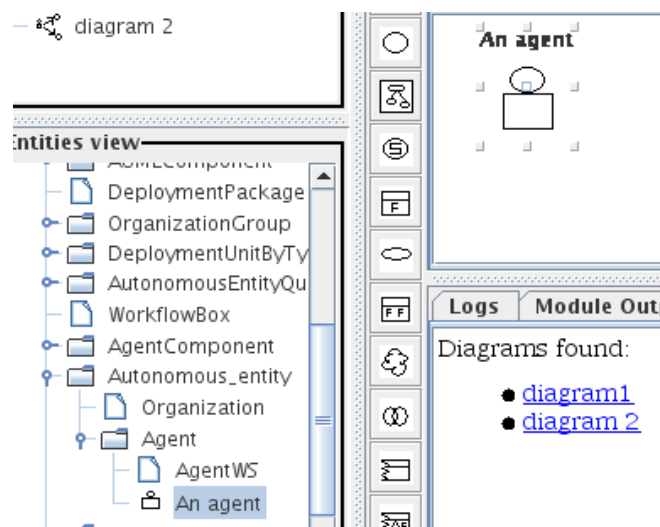 diagram 2
Entities view
DeploymentPackage
OrganizationGroup
DeploymentUnitByTy
AutonomousEntityQu
WorkflowBox
AgentComponent
Autonomous_entity
Organization
Agent
AgentWS
An agent
S
F
F F
An agent
Logs Module Out
Diagrams found:
diagram1
diagram 2